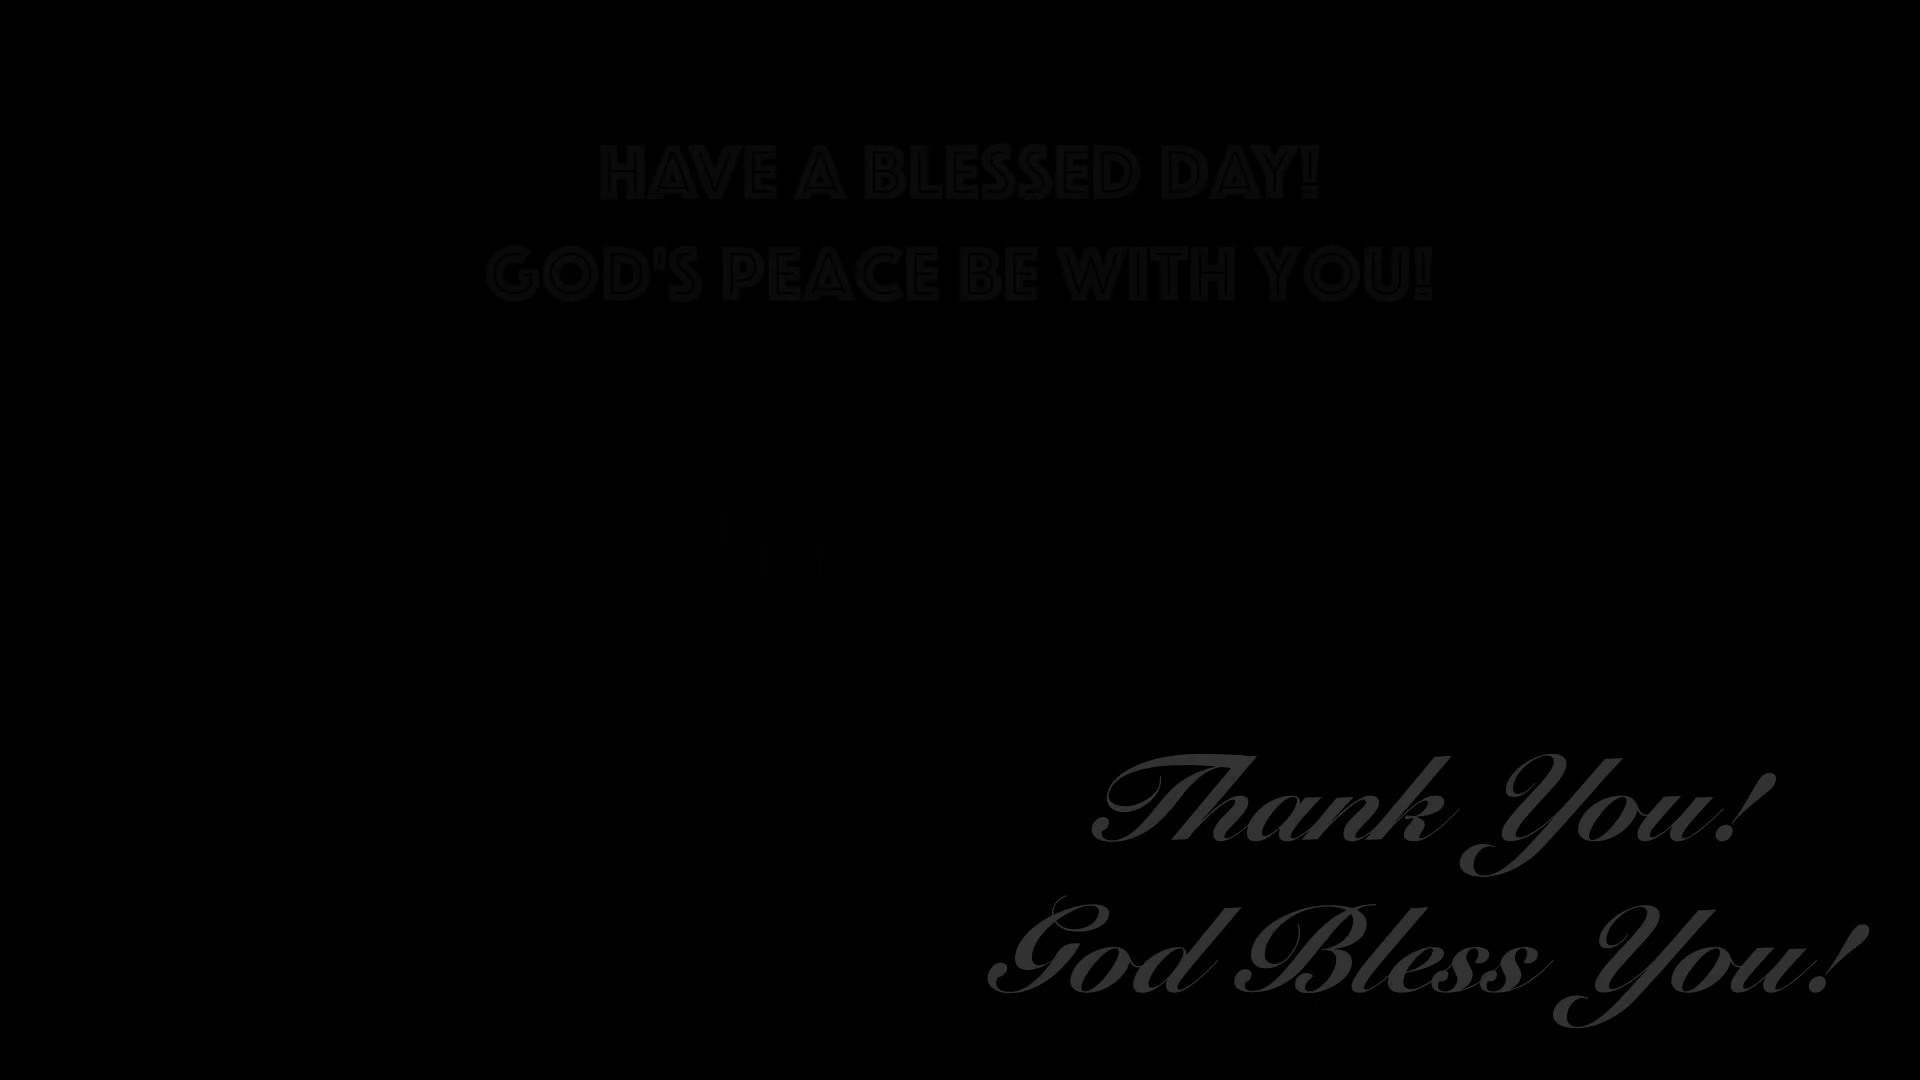 HAVE A BLESSED DAY!
GOD'S PEACE BE WITH YOU!
Thank You!
God Bless You!